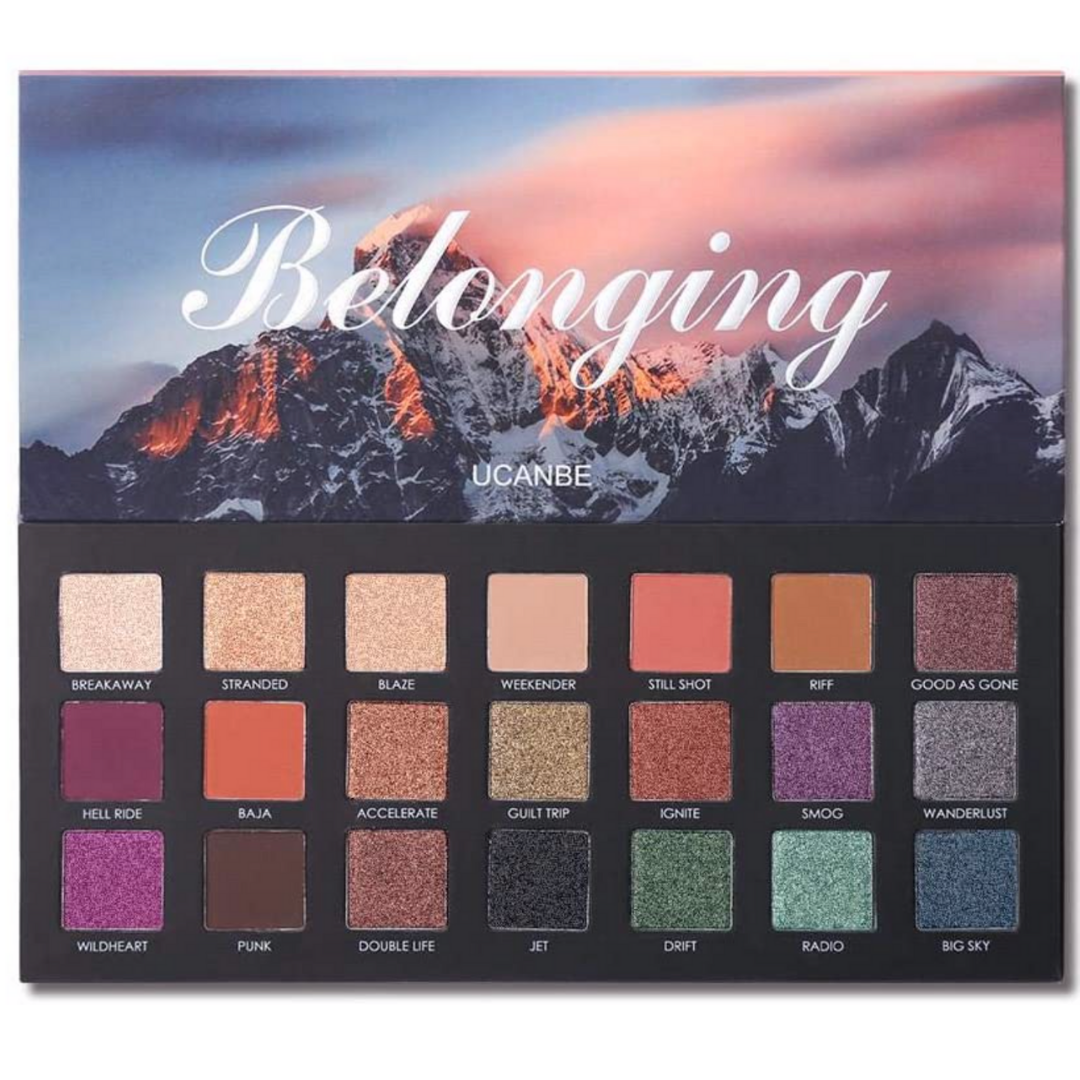 Belonging
UCANBE
BREAKAWAY STRANDED BLAZE WEEKENDER STILL SHOT RIFF GOOD AS GONE
HELL RIDE BAJA ACCELERATE GUILT TRIP IGNITE SMOG WANDERLUST
WILDHEART PUNK DOUBLE LIFE JET DRIFT RADIO BIG SKY